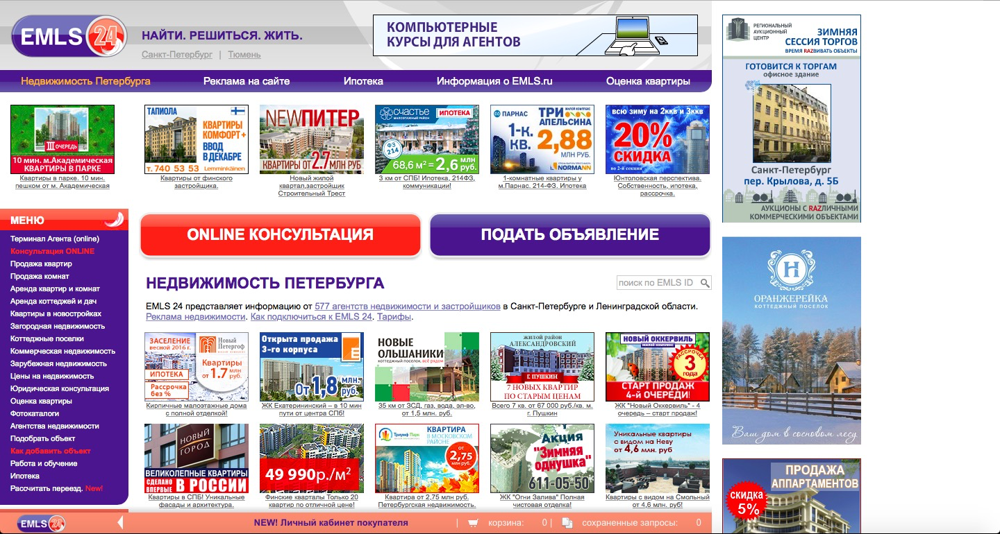 EMLS 24
НАЙТИ. РЕШИТЬСЯ. ЖИТЬ.
Санкт-Петербург | Тюмень
КОМПЬЮТЕРНЫЕ
КУРСЫ ДЛЯ АГЕНТОВ
Недвижимость Петербурга
Реклама на сайте
Ипотека
Информация о EMLS.ru
Оценка квартиры
III ОЧЕРЕДЬ
10 мин. м.Академическая
КВАРТИРЫ В ПАРКЕ
Квартиры в парке. 10 мин.
пешком от м. Академическая
ТАПИОЛА
КВАРТИРЫ
КОМФОРТ+
ВВОД
В ДЕКАБРЕ
т. 740 53 53 Lemminkäinen
Квартиры от финского
застройщика.
NEWПИТЕР
КВАРТИРЫ ОТ 2.7 МЛН РУБ
Новый жилой
квартал,застройщик
Строительный Трест
счастье
МАЛОЭТАЖНЫЙ РАЙОН
ИПОТЕКА
ФЗ
214
68,6 м² = 2,6 млн руб.
3 км от СПБ! Ипотека, 214ФЗ,
коммуникации!
ПАРНАС
ЖИЛОЙ КОМПЛЕКС
ТРИ
АПЕЛЬСИНА
1-К.
КВ.
2,88
МЛН РУБ.
NORMANN
1-комнатные квартиры у
м.Парнас. 214-ФЗ. Ипотека
всю зиму на 2ккв и 3ккв
20%
СКИДКА
во 2-й секции
Юнтоловская перспектива.
Собственность, ипотека,
рассрочка.
МЕНЮ
Терминал Агента (online)
Консультация ONLINE
Продажа квартир
Продажа комнат
Аренда квартир и комнат
Аренда коттеджей и дач
Квартиры в новостройках
Загородная недвижимость
Коттеджные поселки
Коммерческая недвижимость
Зарубежная недвижимость
Цены на недвижимость
Юридическая консультация
Оценка квартиры
Фотокаталоги
Агентства недвижимости
Подобрать объект
Как добавить объект
Работа и обучение
Ипотека
Рассчитать переезд. New!
ONLINE КОНСУЛЬТАЦИЯ
ПОДАТЬ ОБЪЯВЛЕНИЕ
НЕДВИЖИМОСТЬ ПЕТЕРБУРГА
поиск по EMLS ID
EMLS 24 представляет информацию от 577 агентств недвижимости и застройщиков в Санкт-Петербурге и Ленинградской области.
Реклама недвижимости. Как подключиться к EMLS 24. Тарифы.
ЗАСЕЛЕНИЕ
весной 2016 г.
Новый
Петергоф
Квартиры
от 1.7 млн руб.
ИПОТЕКА
Рассрочка
без %
Кирпичные малоэтажные дома
с полной отделкой!
Открыта продажа
3-го корпуса
От 1,8 млн. руб.
ЖК Екатерининский – в 10 мин
пути от центра СПб!
НОВЫЕ
ОЛЬШАНИКИ
КОТТЕДЖНЫЙ ПОСЕЛОК. ВСЁ РЯДОМ
35 км от ЗСД, газ, вода, эл-во,
от 1,5 млн. руб.
жилой район
АЛЕКСАНДРОВСКИЙ
Г. ПУШКИН
7 НОВЫХ КВАРТИР
ПО СТАРЫМ ЦЕНАМ
Всего 7 кв. от 67 000 руб./кв. м.
г. Пушкин
НОВЫЙ ОККЕРВИЛЬ
ЖИЛОЙ КОМПЛЕКС
РАССРОЧКА
3
года
СТАРТ ПРОДАЖ
4-Й ОЧЕРЕДИ!
ЖК "Новый Оккервиль" - 4
очередь – старт продаж!
НОВЫЙ
ГОРОД
ВЕЛИКОЛЕПНЫЕ КВАРТИРЫ
СДЕЛАНО
ВПЕРВЫЕ
В РОССИИ
Квартиры в СПБ! Уникальные
фасады и архитектура.
49 990р./м²
Финские кварталы Только 20
квартир по отличной цене!
Триумф Парк
КВАРТИРА
В МОСКОВСКОМ
РАЙОНЕ
от
2,75
млн руб.
Квартира от 2,75 млн руб.
Петербургская недвижимость.
Акция
"Зимняя
однушка"
611-05-50
ЖК "Огни Залива" Полная
чистовая отделка!
Уникальные квартиры
с видом на Неву
от 4,6 млн. руб
Квартиры с видом на Смольный
от 4,6 млн. руб!
РЕГИОНАЛЬНЫЙ
АУКЦИОННЫЙ
ЦЕНТР
ЗИМНЯЯ
СЕССИЯ ТОРГОВ
ВРЕМЯ RAZВИВАТЬ ОБЪЕКТЫ
ГОТОВИТСЯ К ТОРГАМ
офисное здание
Санкт-Петербург
пер. Крылова, д. 5Б
АУКЦИОНЫ С RAZЛИЧНЫМИ
КОММЕРЧЕСКИМИ ОБЪЕКТАМИ
Н
ОРАНЖЕРЕЙКА
КОТТЕДЖНЫЙ ПОСЕЛОК
Ваш дом в сосновом лесу
ПРОДАЖА
АППАРТАМЕНТОВ
скидка
5%
EMLS 24
NEW! Личный кабинет покупателя
| корзина: 0 | сохраненные запросы: 0